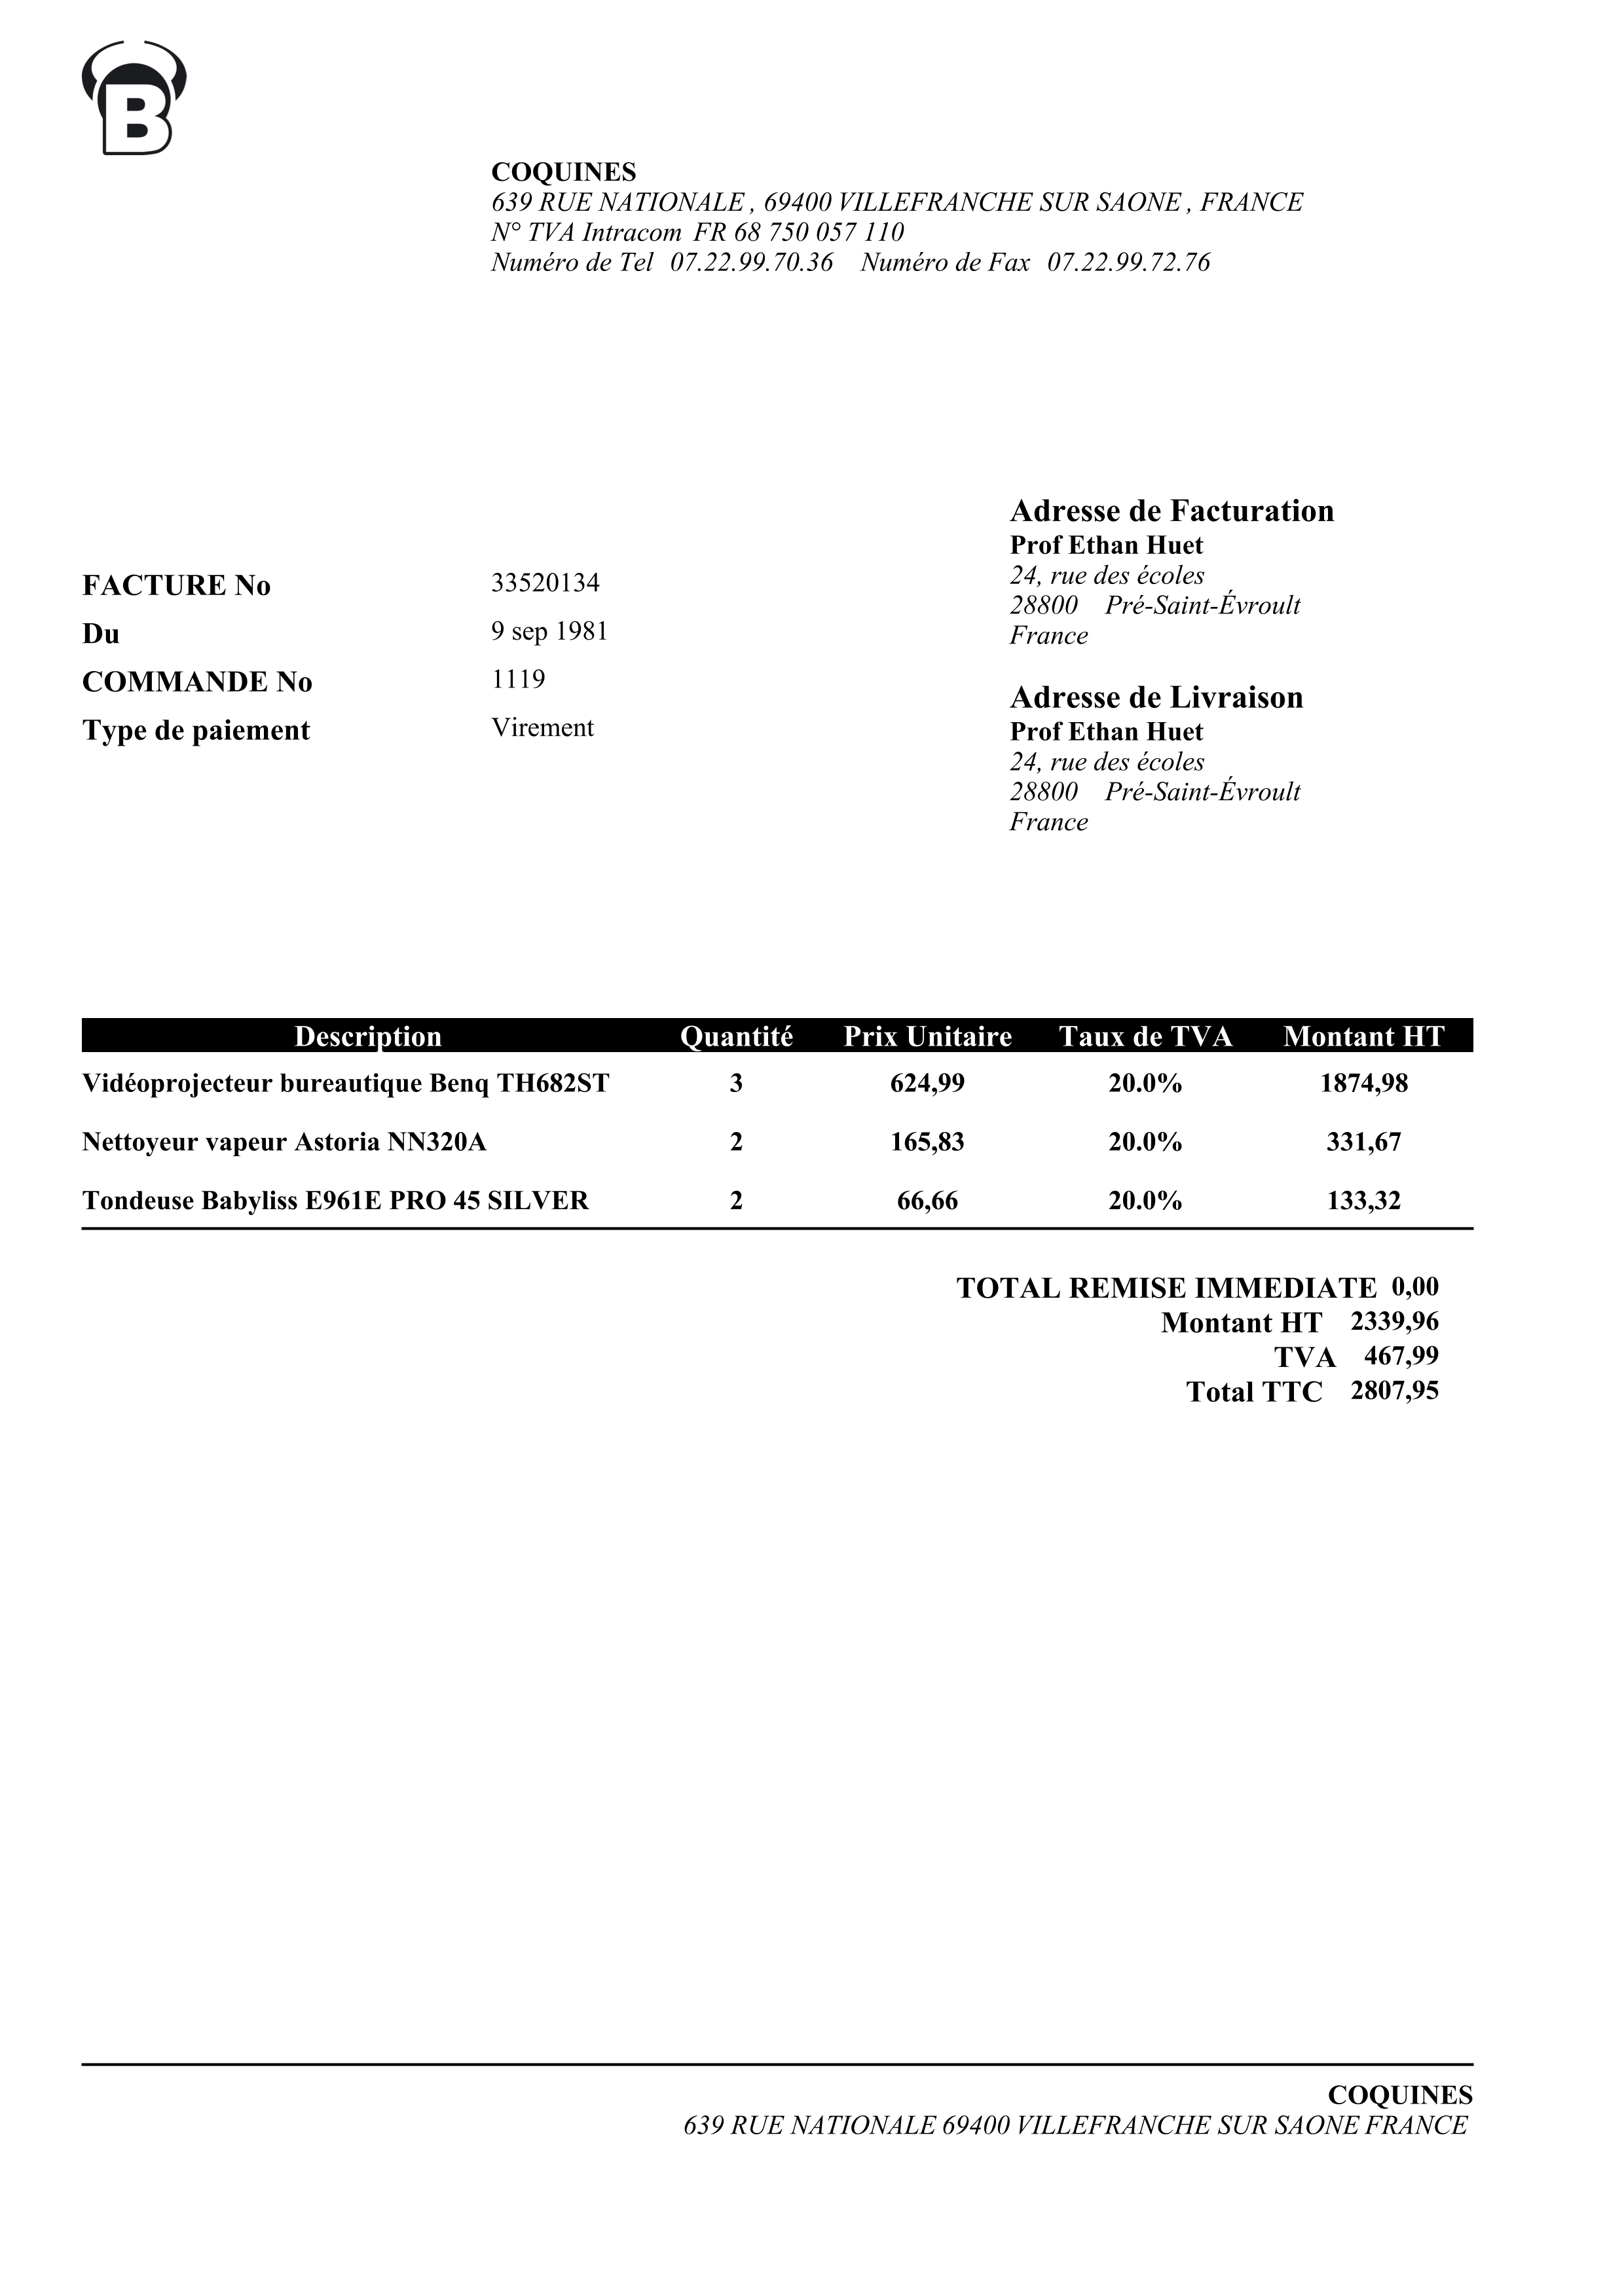 B
COQUINES
639 RUE NATIONALE , 69400 VILLEFRANCHE SUR SAONE , FRANCE
N° TVA Intracom FR 68 750 057 110
Numéro de Tel 07.22.99.70.36 Numéro de Fax 07.22.99.72.76
FACTURE No 33520134
Du 9 sep 1981
COMMANDE No 1119
Type de paiement Virement
Adresse de Facturation
Prof Ethan Huet
24, rue des écoles
28800 Pré-Saint-Évroult
France
Adresse de Livraison
Prof Ethan Huet
24, rue des écoles
28800 Pré-Saint-Évroult
France
Description Quantité Prix Unitaire Taux de TVA Montant HT
Vidéoprojecteur bureautique Benq TH682ST 3 624,99 20.0% 1874,98
Nettoyeur vapeur Astoria NN320A 2 165,83 20.0% 331,67
Tondeuse Babyliss E961E PRO 45 SILVER 2 66,66 20.0% 133,32
TOTAL REMISE IMMEDIATE 0,00
Montant HT 2339,96
TVA 467,99
Total TTC 2807,95
COQUINES
639 RUE NATIONALE 69400 VILLEFRANCHE SUR SAONE FRANCE